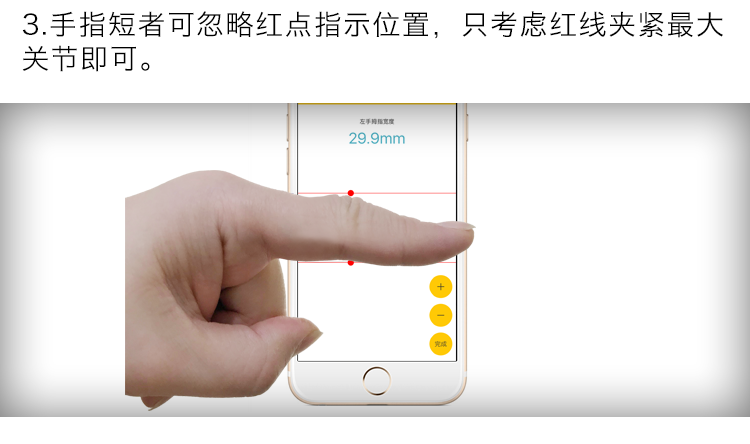 3.手指短者可忽略红点指示位置，只考虑红线夹紧最大
关节即可。
左手拇指宽度
29.9mm
+
−
完成